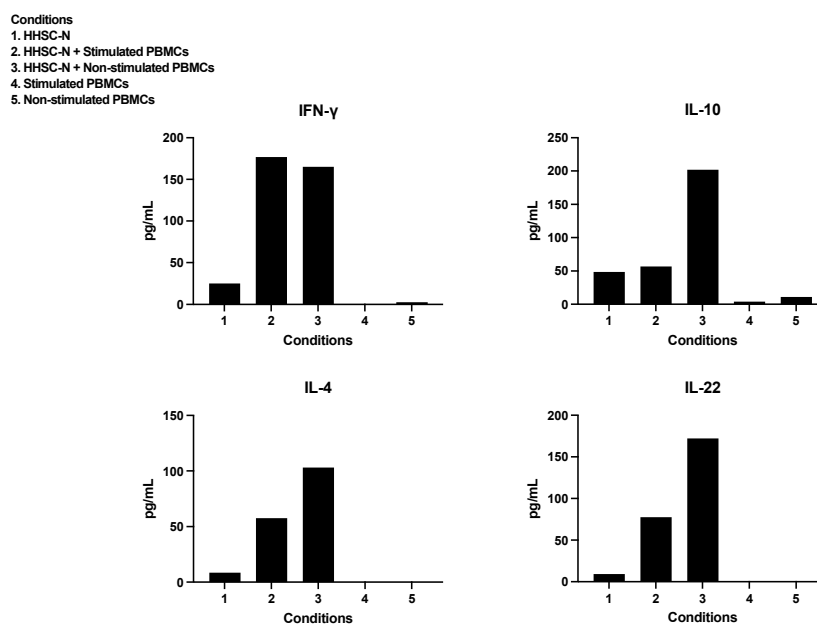 Conditions
1. HHSC-N
2. HHSC-N + Stimulated PBMCs
3. HHSC-N + Non-stimulated PBMCs
4. Stimulated PBMCs
5. Non-stimulated PBMCs
IFN-γ
200
150
100
50
0
pg/mL
1 2 3 4 5
Conditions
IL-10
250
200
150
100
50
0
pg/mL
1 2 3 4 5
Conditions
IL-4
150
100
50
0
pg/mL
1 2 3 4 5
Conditions
IL-22
200
150
100
50
0
pg/mL
1 2 3 4 5
Conditions